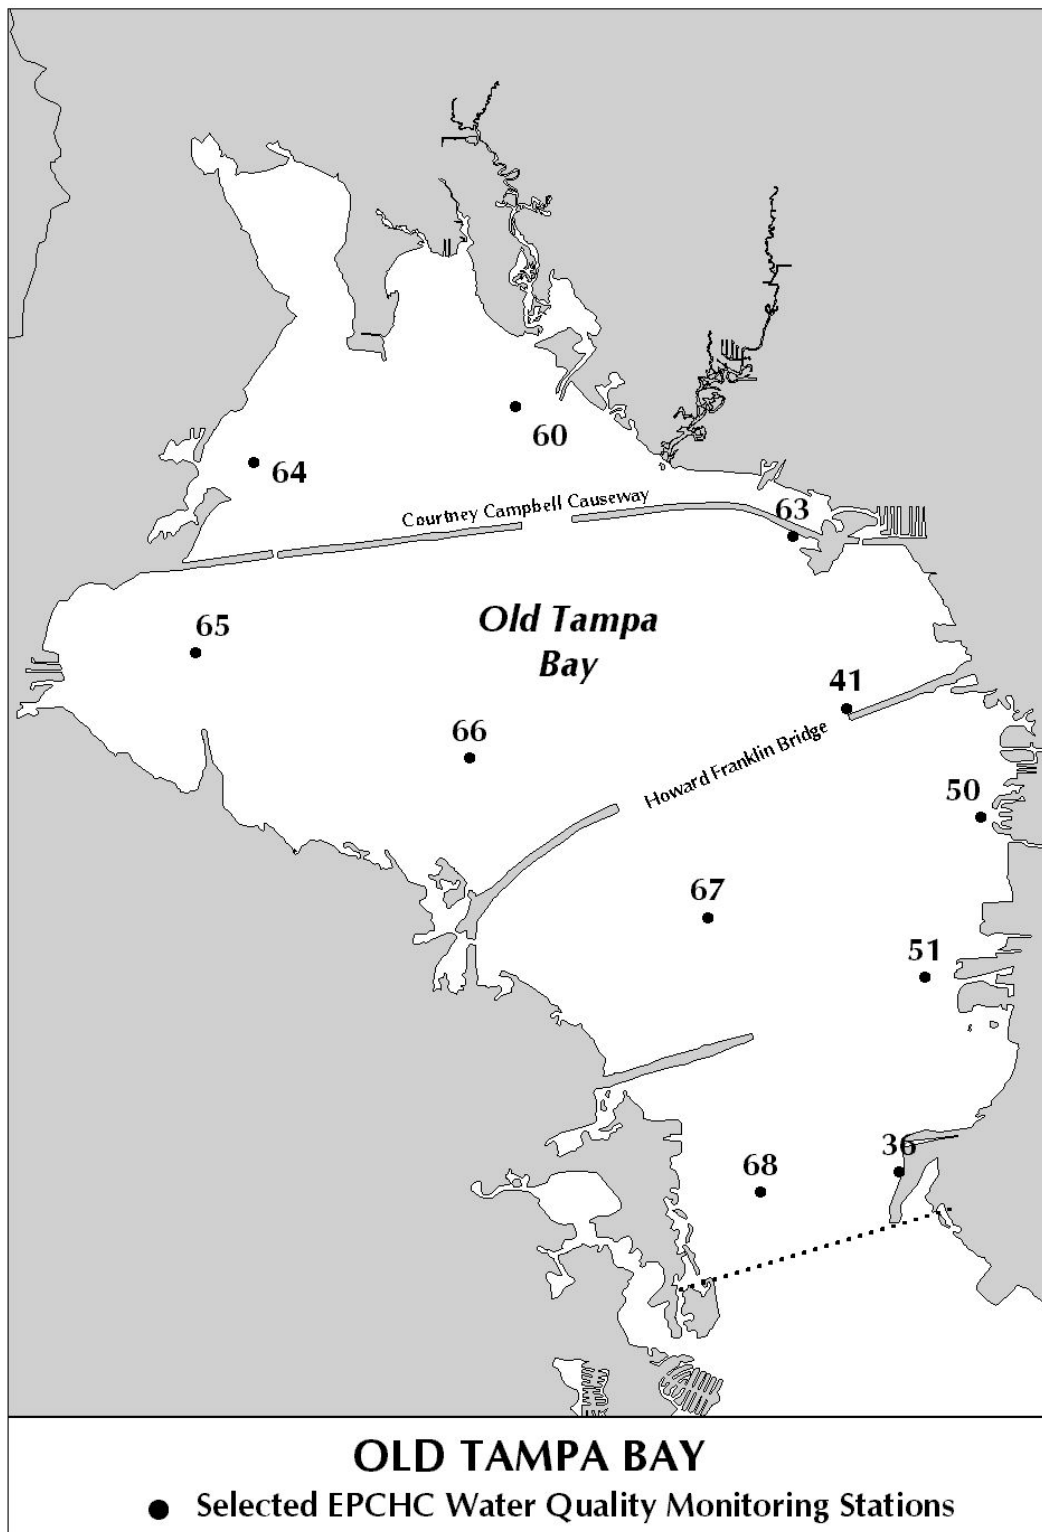 60
64
Courtney Campbell Causeway
63
65
Old Tampa
Bay
41
66
Howard Franklin Bridge
50
67
51
36
68
OLD TAMPA BAY
Selected EPCHC Water Quality Monitoring Stations